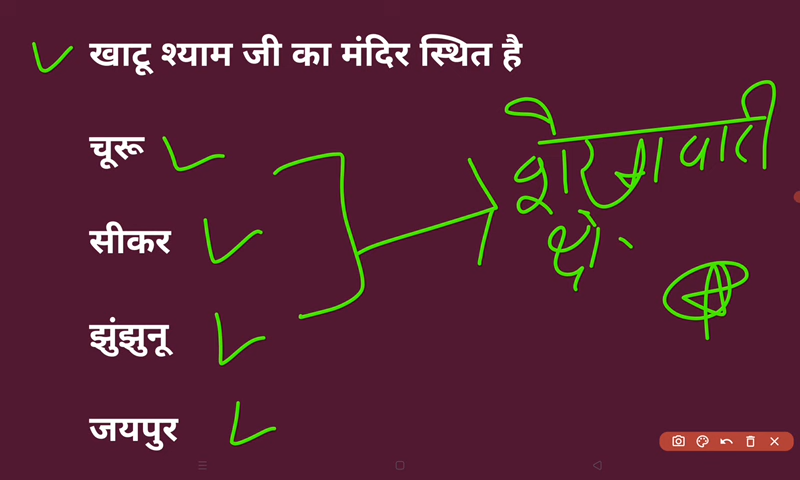 खाटू श्याम जी का मंदिर स्थित है
चूरू
सीकर
झुंझुनू
जयपुर